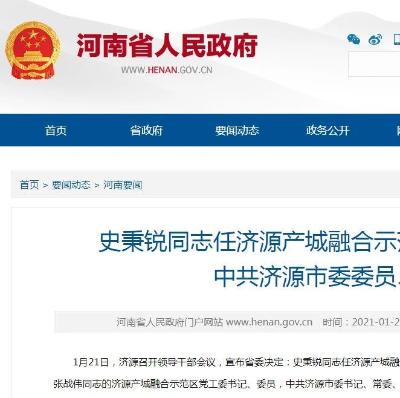 河南省人民政府
WWW.HENAN.GOV.CN
首页 省政府 要闻动态 政务公开
首页 > 要闻动态 > 河南要闻
史秉锐同志任济源产城融合示
中共济源市委委员、
河南省人民政府门户网站 www.henan.gov.cn 时间：2021-01-2
1月21日，济源召开领导干部会议，宣布省委决定：史秉锐同志任济源产城融
张战伟同志的济源产城融合示范区党工委书记、委员，中共济源市委书记、常委、